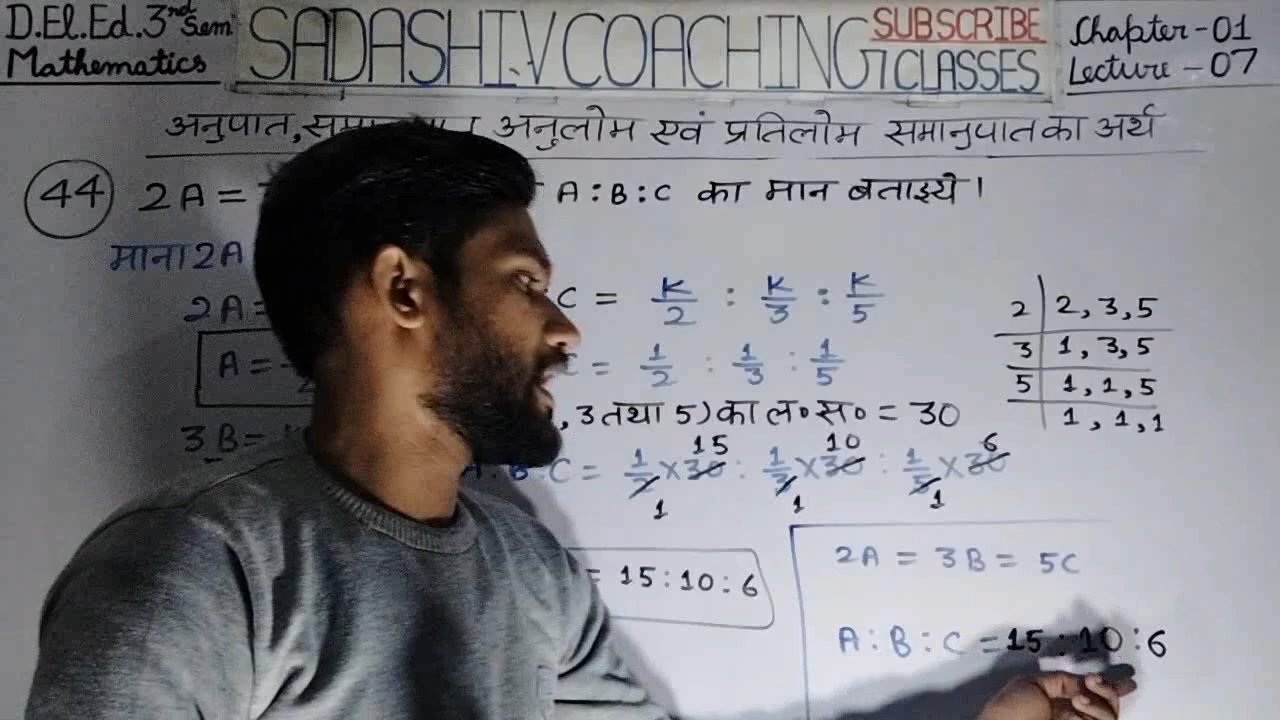 D.El.Ed.3rd Sem
Mathematics
SADASHIV COACHING CLASSES
SUBSCRIBE
Chapter-01
Lecture-07
अनुपात, अनुलोम एवं प्रतिलोम समानुपात का अर्थ
44 2A = A:B:C का मान बताइये।
माना 2A
2A= C = K/2 : K/3 : K/5
A = = 1/2 : 1/3 : 1/5
, 3 तथा 5) का ल॰स॰ = 30
3B= A:B:C = 1/2 × 30 : 1/3 × 30 : 1/5 × 30
15 10 6
1 1 1
= 15:10:6
2 | 2, 3, 5
3 | 1, 3, 5
5 | 1, 1, 5
1, 1, 1
2A = 3B = 5C
A:B:C = 15:10:6